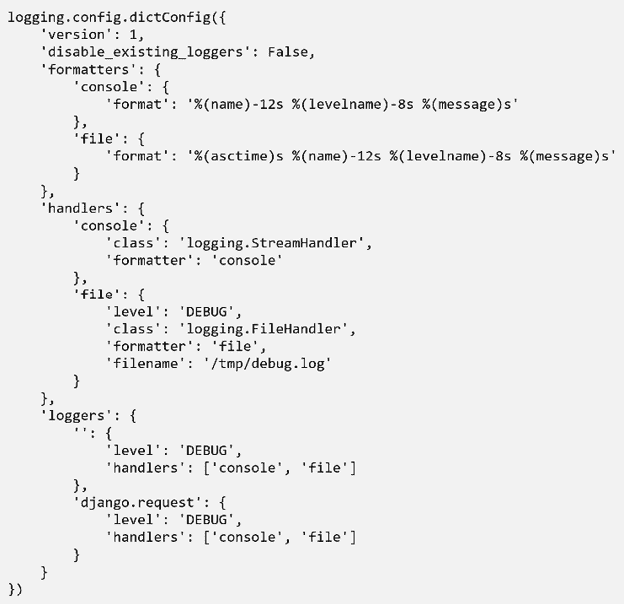 logging.config.dictConfig({
    'version': 1,
    'disable_existing_loggers': False,
    'formatters': {
        'console': {
            'format': '%(name)-12s %(levelname)-8s %(message)s'
        },
        'file': {
            'format': '%(asctime)s %(name)-12s %(levelname)-8s %(message)s'
        }
    },
    'handlers': {
        'console': {
            'class': 'logging.StreamHandler',
            'formatter': 'console'
        },
        'file': {
            'level': 'DEBUG',
            'class': 'logging.FileHandler',
            'formatter': 'file',
            'filename': '/tmp/debug.log'
        }
    },
    'loggers': {
        '': {
            'level': 'DEBUG',
            'handlers': ['console', 'file']
        },
        'django.request': {
            'level': 'DEBUG',
            'handlers': ['console', 'file']
        }
    }
})